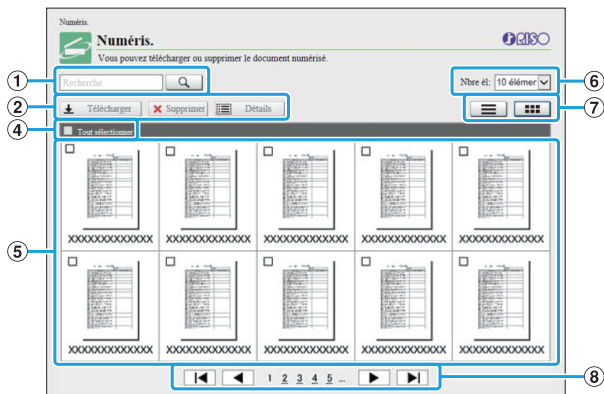 Numéris.
Numéris.
RISO
Vous pouvez télécharger ou supprimer le document numérisé.
1
Recherche
Nbre él: 10 élémer
6
2
Télécharger
Supprimer
Détails
7
4
Tout sélectionner
5
XXXXXXXXXXXXX XXXXXXXXXXXXX XXXXXXXXXXXXX XXXXXXXXXXXXX XXXXXXXXXXXXX
XXXXXXXXXXXXX XXXXXXXXXXXXX XXXXXXXXXXXXX XXXXXXXXXXXXX XXXXXXXXXXXXX
1 2 3 4 5 ...
8